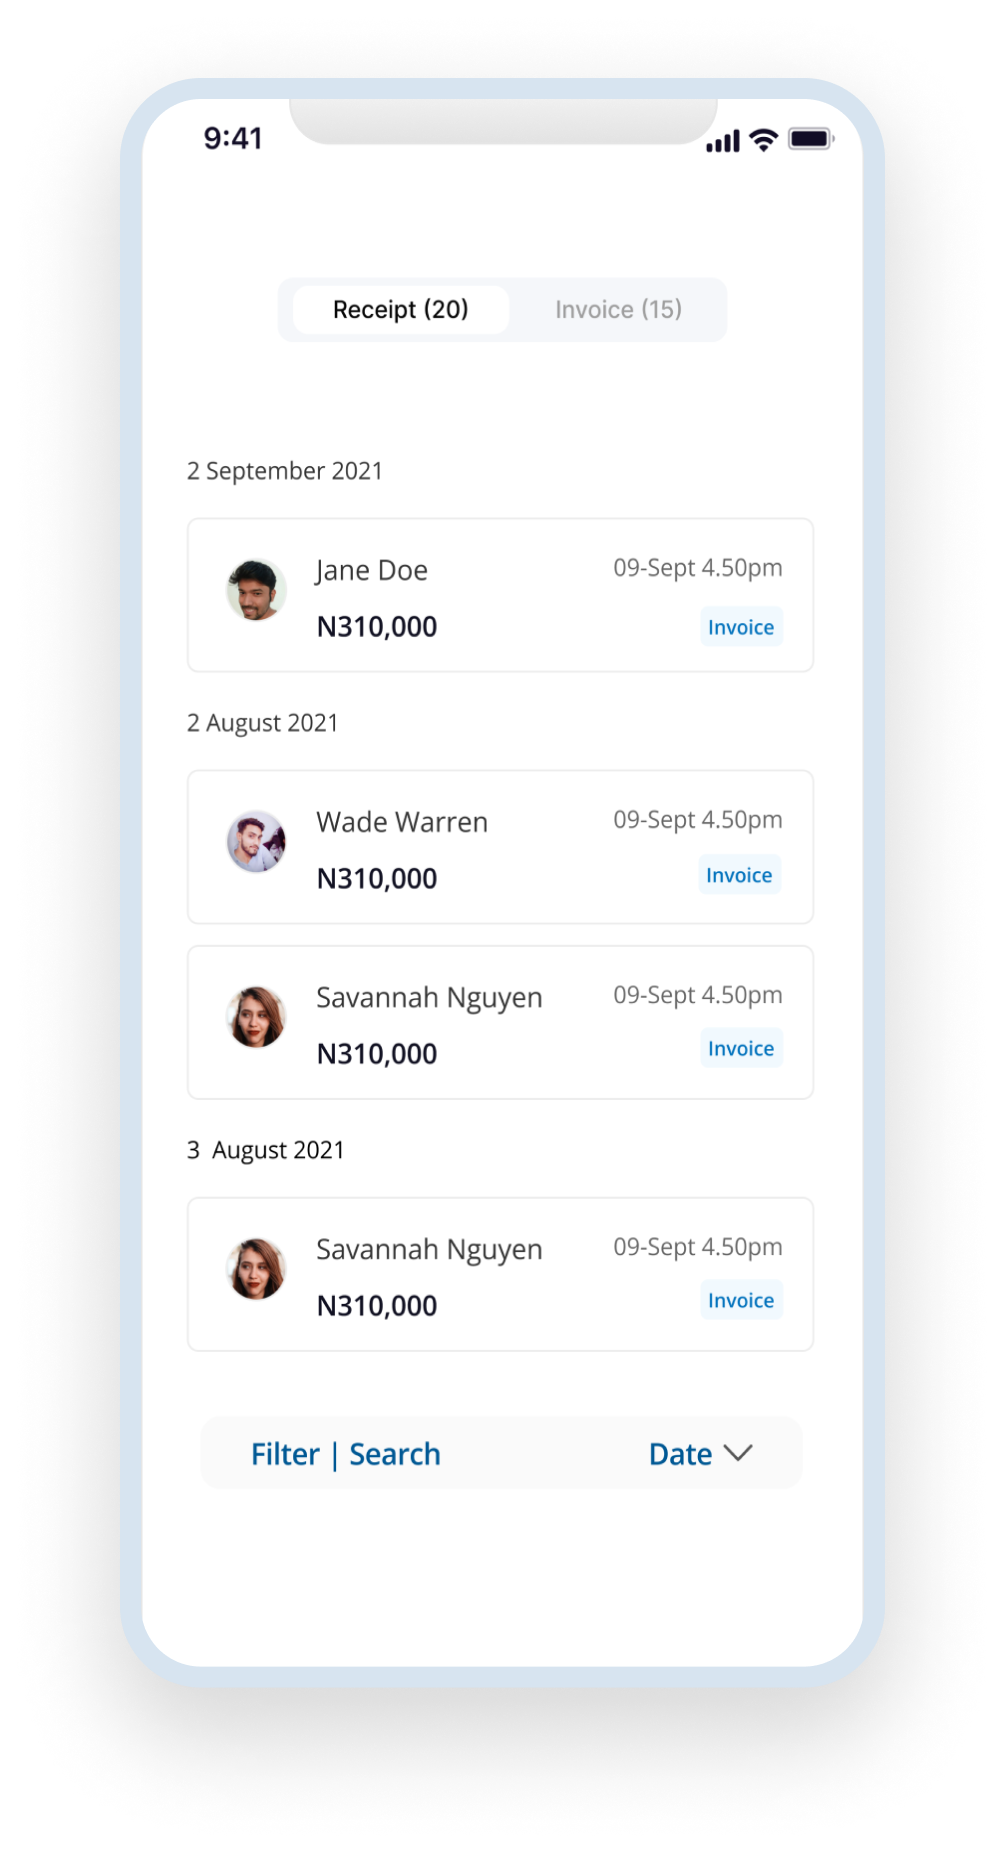 9:41
Receipt (20) Invoice (15)
2 September 2021
Jane Doe 09-Sept 4.50pm
N310,000 Invoice
2 August 2021
Wade Warren 09-Sept 4.50pm
N310,000 Invoice
Savannah Nguyen 09-Sept 4.50pm
N310,000 Invoice
3 August 2021
Savannah Nguyen 09-Sept 4.50pm
N310,000 Invoice
Filter | Search Date